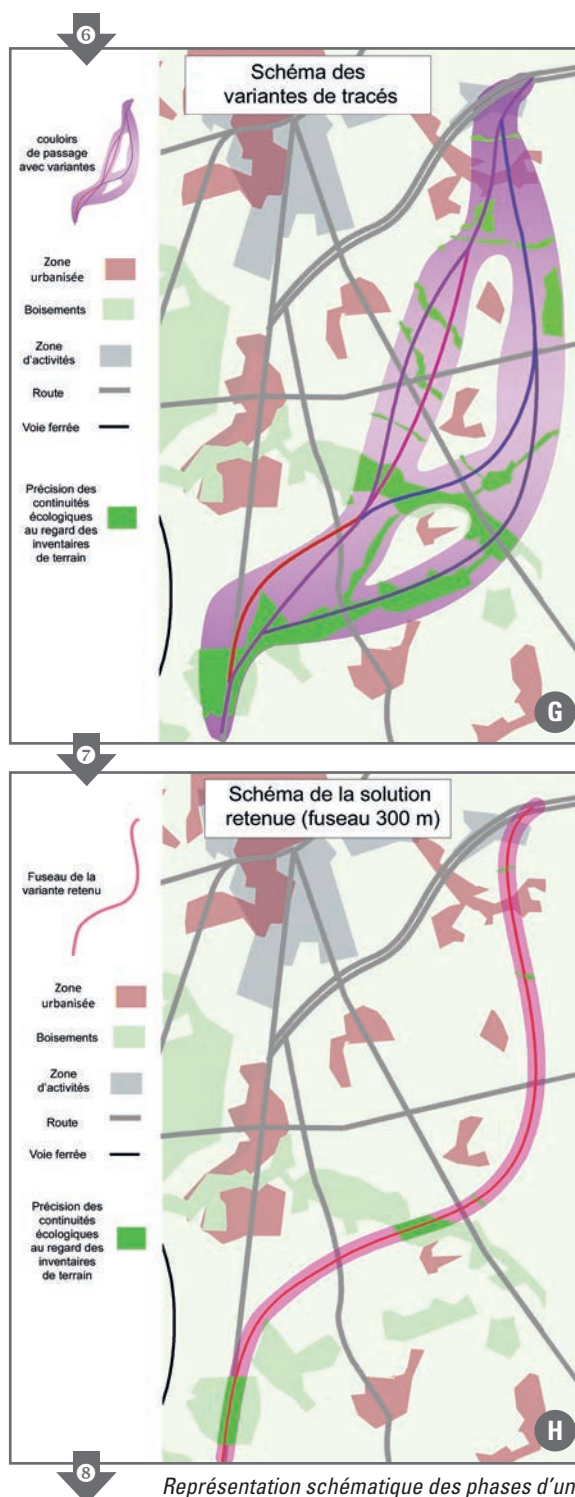 6
Schéma des
variantes de tracés
couloirs
de passage
avec variantes
Zone
urbanisée
Boisements
Zone
d'activités
Route
Voie ferrée
Précision des
continuités
écologiques
au regard des
inventaires
de terrain
G
7
Schéma de la solution
retenue (fuseau 300 m)
Fuseau de la
variante retenu
Zone
urbanisée
Boisements
Zone
d'activités
Route
Voie ferrée
Précision des
continuités
écologiques
au regard des
inventaires
de terrain
H
8
Représentation schématique des phases d'un